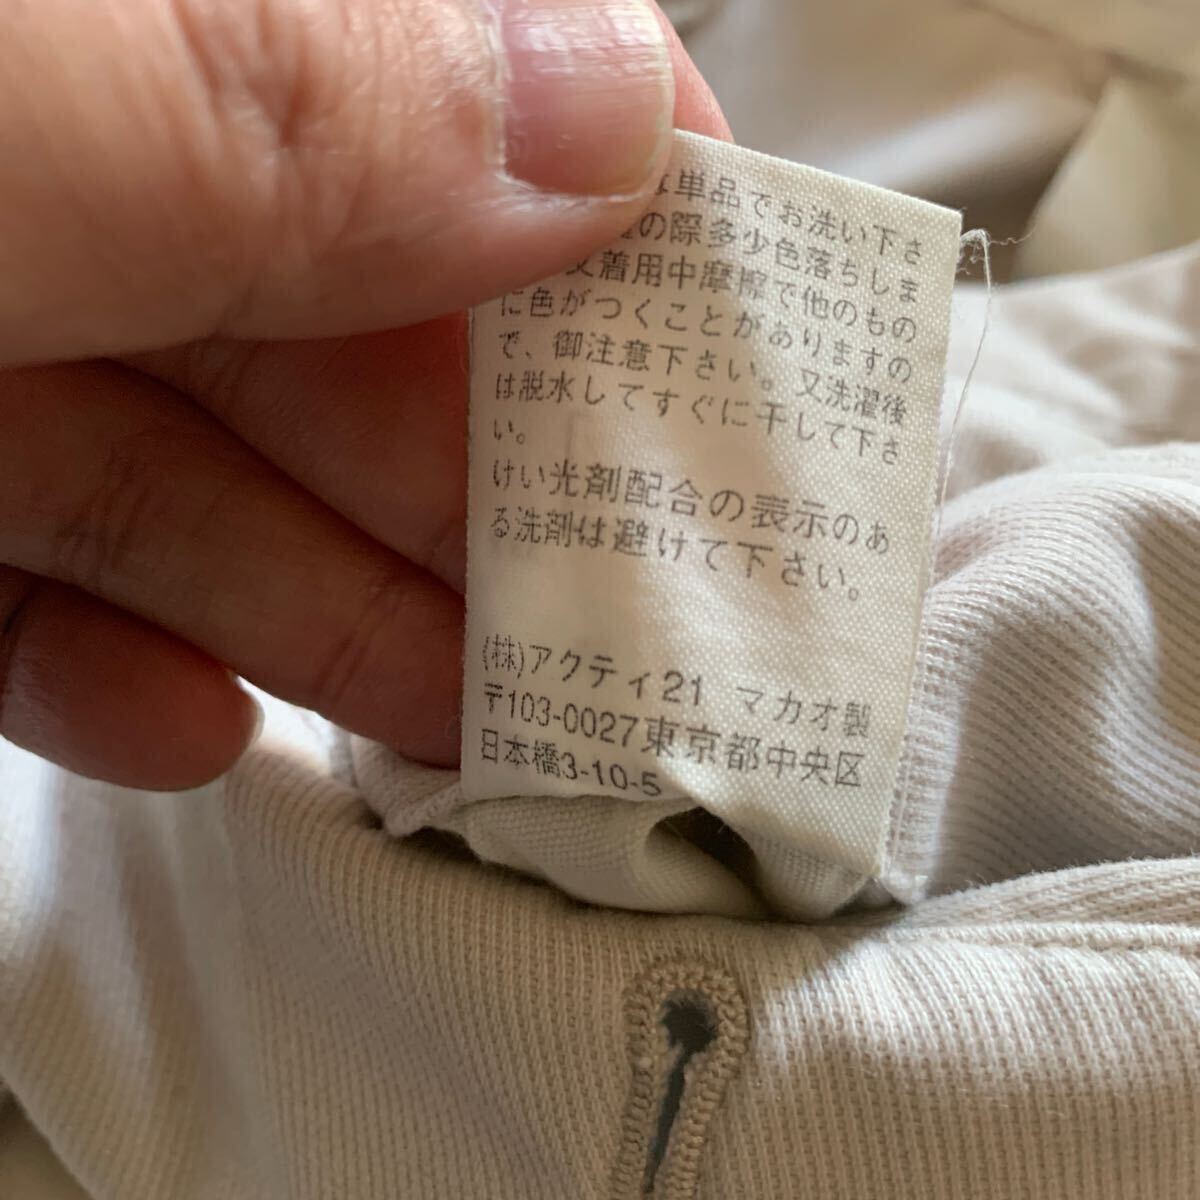 な単品でお洗い下さ
の際多少色落ちしま
又着用中摩擦で他のもの
に色がつくことがありますの
で、御注意下さい。又洗濯後
は脱水してすぐに干して下さ
い。
けい光剤配合の表示のあ
る洗剤は避けて下さい。
(株)アクティ21 マカオ製
〒103-0027東京都中央区
日本橋3-10-5